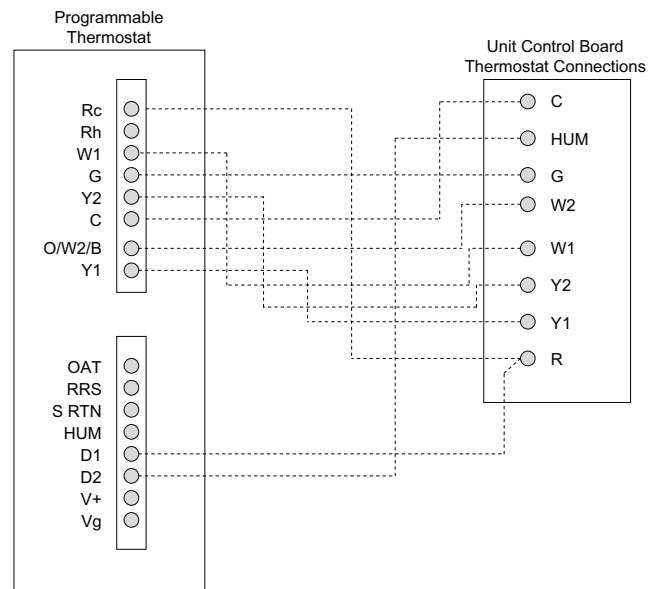 Programmable
Thermostat
Rc
Rh
W1
G
Y2
C
O/W2/B
Y1
OAT
RRS
S RTN
HUM
D1
D2
V+
Vg
Unit Control Board
Thermostat Connections
C
HUM
G
W2
W1
Y2
Y1
R